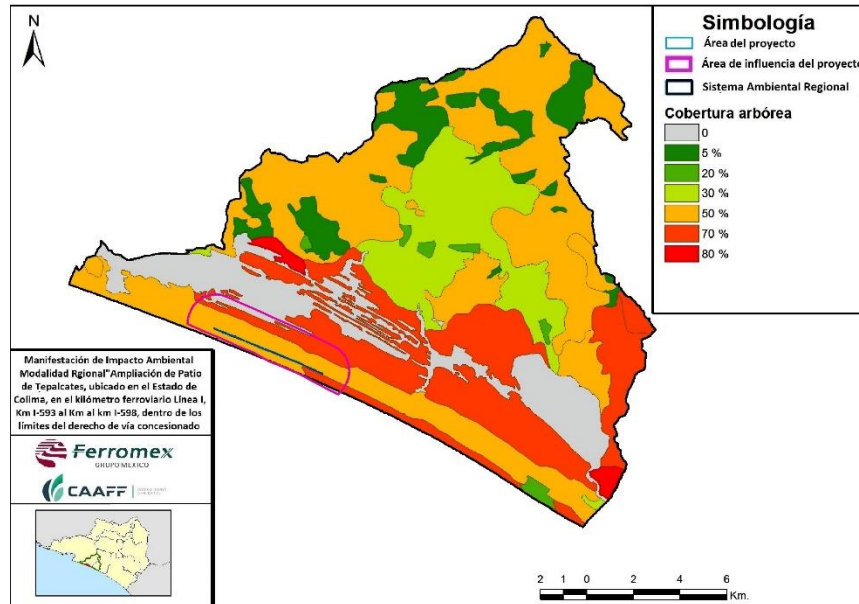 N
Simbología
Área del proyecto
Área de influencia del proyecto
Sistema Ambiental Regional
Cobertura arbórea
0
5 %
20 %
30 %
50 %
70 %
80 %
Manifestación de Impacto Ambiental
Modalidad Rgional"Ampliación de Patio
de Tepalcates, ubicado en el Estado de
Colima, en el kilómetro ferroviario Línea I,
Km I-593 al Km al km I-598, dentro de los
límites del derecho de vía concesionado
Ferromex
GRUPO MEXICO
CAAFF
2 1 0 2 4 6
Km.